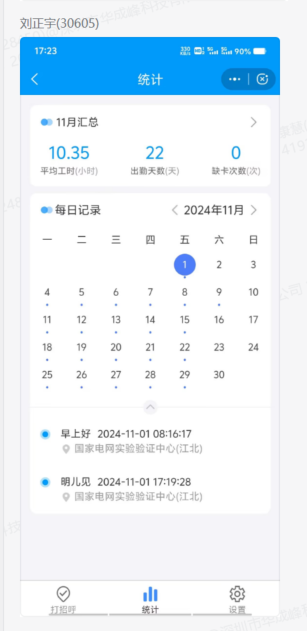 刘正宇(30605)
17:23
90%
统计
11月汇总
10.35 22 0
平均工时(小时) 出勤天数(天) 缺卡次数(次)
每日记录 2024年11月
一 二 三 四 五 六 日
1 2 3
4 5 6 7 8 9 10
11 12 13 14 15 16 17
18 19 20 21 22 23 24
25 26 27 28 29 30
早上好 2024-11-01 08:16:17
国家电网实验验证中心(江北)
明儿见 2024-11-01 17:19:28
国家电网实验验证中心(江北)
打招呼 统计 设置